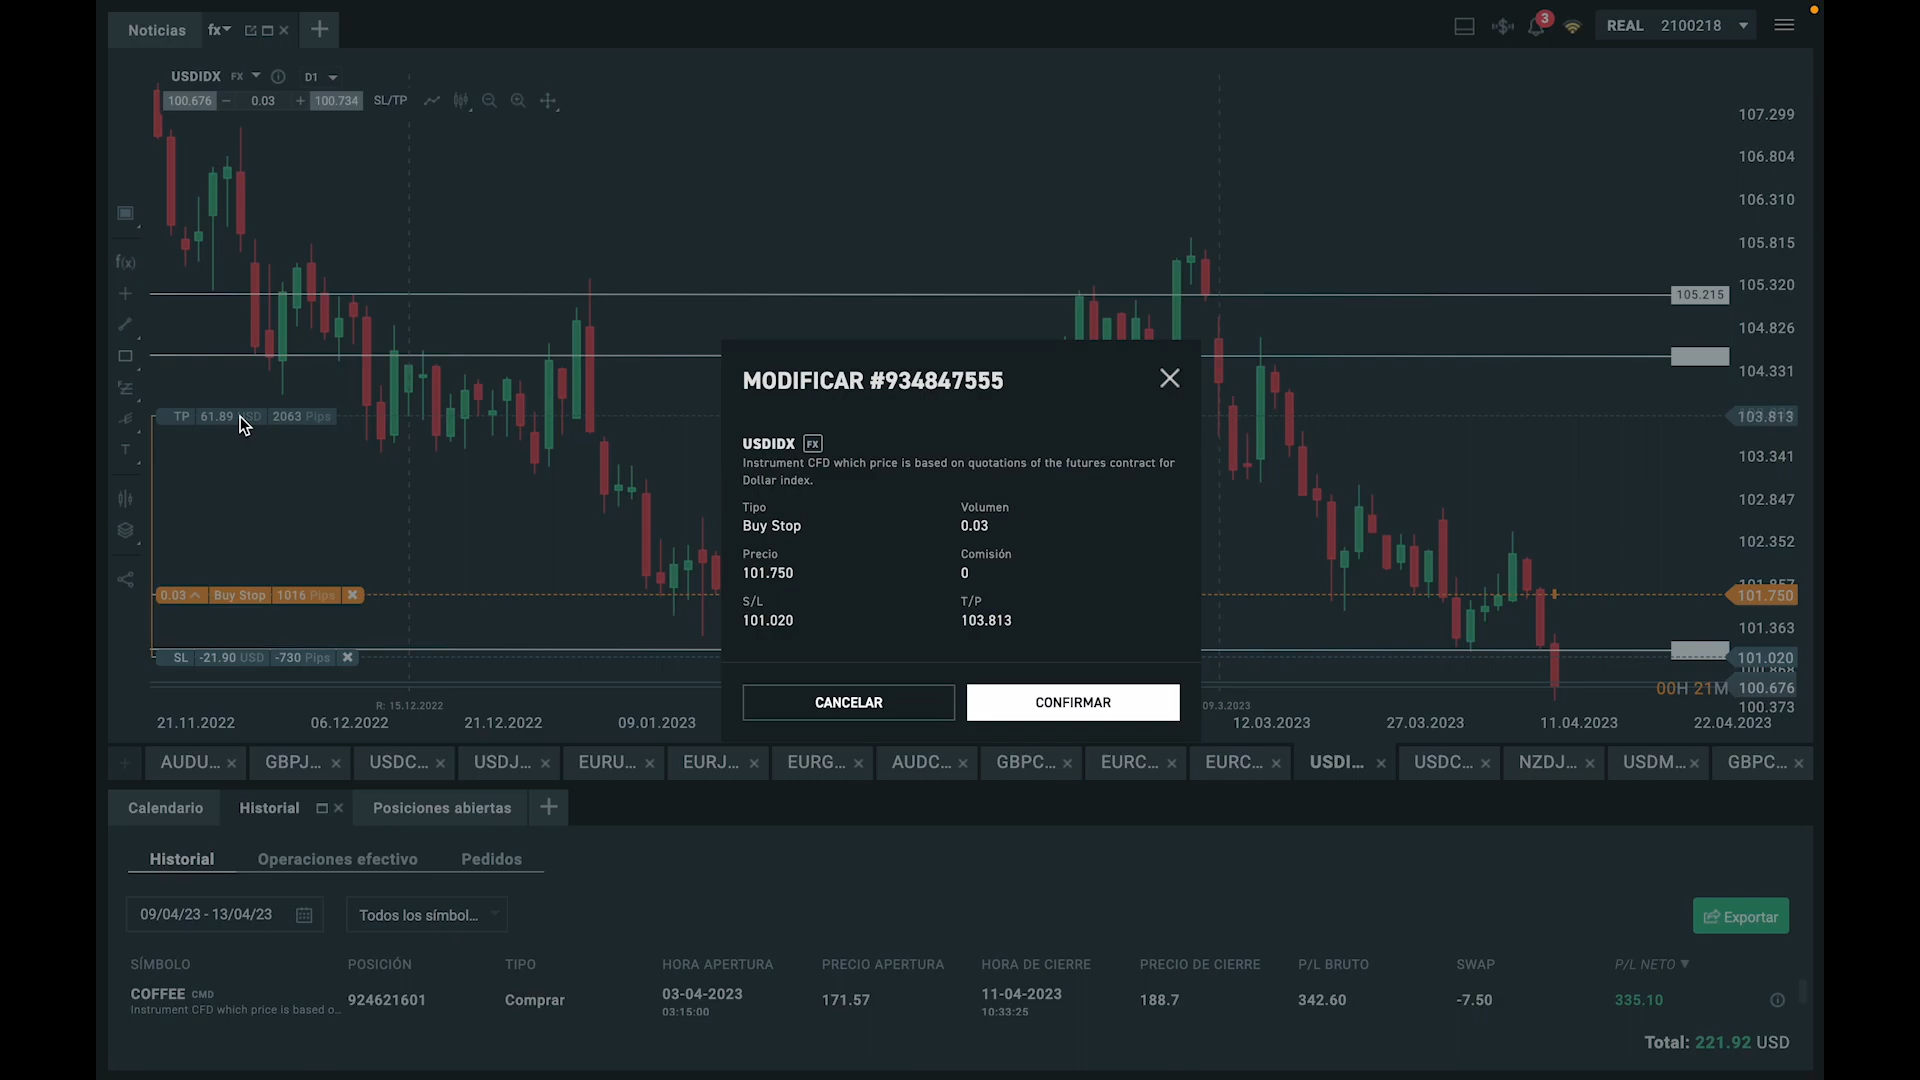 Noticias
fx
3
REAL 2100218
USDIDX FX D1
100.676 − 0.03 + 100.734 SL/TP
107.299
106.804
106.310
105.815
105.320
105.215
104.826
104.331
103.813
103.341
102.847
102.352
101.750
101.363
101.020
00H 21M 100.676
100.373
f(x)
T
TP 61.89 USD 2063 Pips
0.03 Buy Stop 1016 Pips
SL -21.90 USD -730 Pips
MODIFICAR #934847555
USDIDX FX
Instrument CFD which price is based on quotations of the futures contract for
Dollar index.
Tipo Volumen
Buy Stop 0.03
Precio Comisión
101.750 0
S/L T/P
101.020 103.813
CANCELAR CONFIRMAR
R: 15.12.2022
09.3.2023
21.11.2022 06.12.2022 21.12.2022 09.01.2023 12.03.2023 27.03.2023 11.04.2023 22.04.2023
AUDU... GBPJ... USDC... USDJ... EURU... EURJ... EURG... AUDC... GBPC... EURC... EURC... USDI... USDC... NZDJ... USDM... GBPC...
Calendario Historial Posiciones abiertas
Historial Operaciones efectivo Pedidos
09/04/23 - 13/04/23 Todos los símbol... Exportar
SÍMBOLO POSICIÓN TIPO HORA APERTURA PRECIO APERTURA HORA DE CIERRE PRECIO DE CIERRE P/L BRUTO SWAP P/L NETO ▼
COFFEE CMD 924621601 Comprar 03-04-2023 171.57 11-04-2023 188.7 342.60 -7.50 335.10
Instrument CFD which price is based o... 03:15:00 10:33:25
Total: 221.92 USD